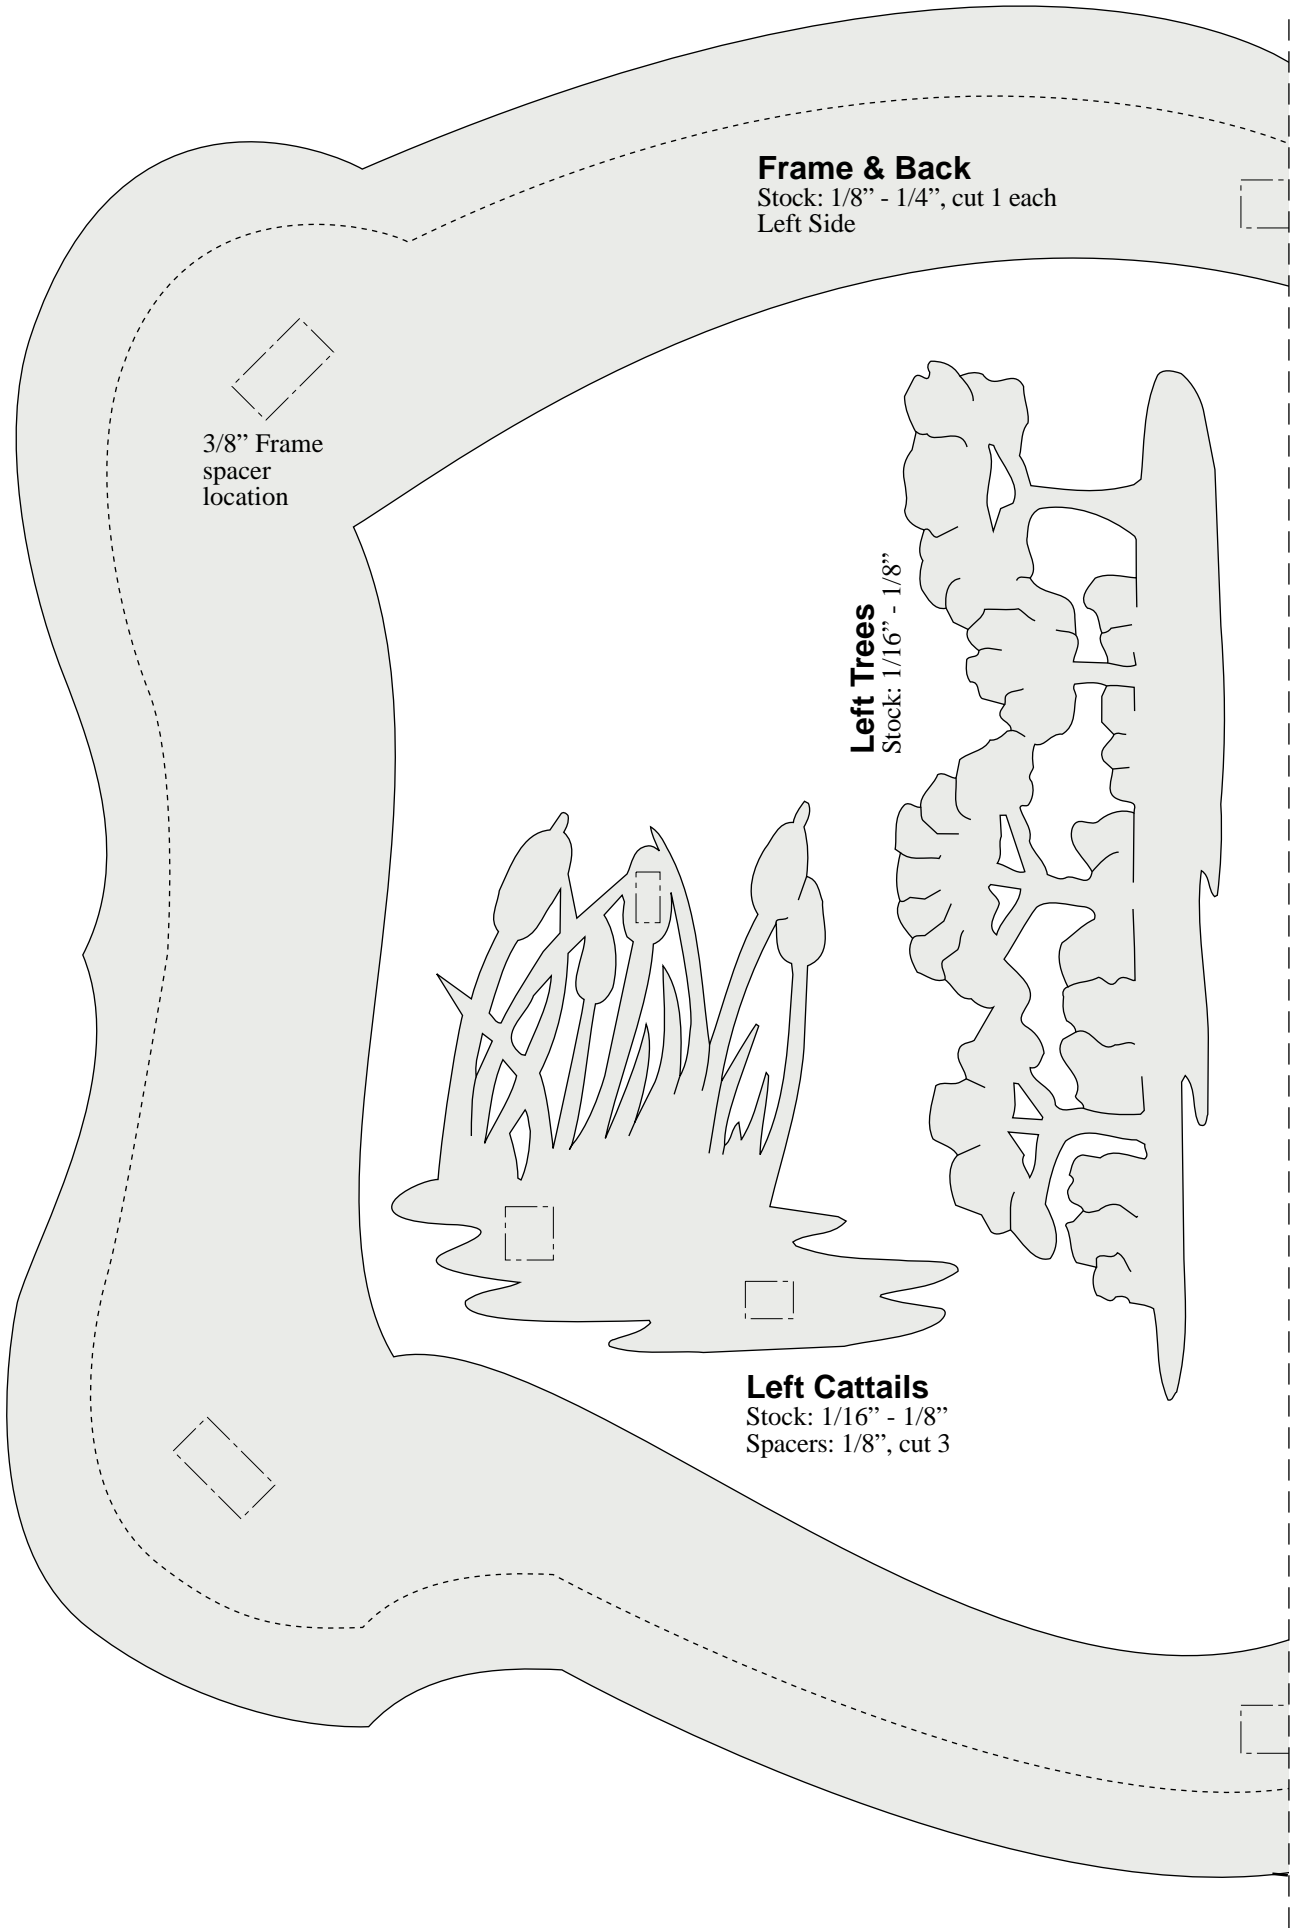 Frame & Back
Stock: 1/8” - 1/4”, cut 1 each
Left Side
3/8” Frame
spacer
location
Left Trees
Stock: 1/16” - 1/8”
Left Cattails
Stock: 1/16” - 1/8”
Spacers: 1/8”, cut 3